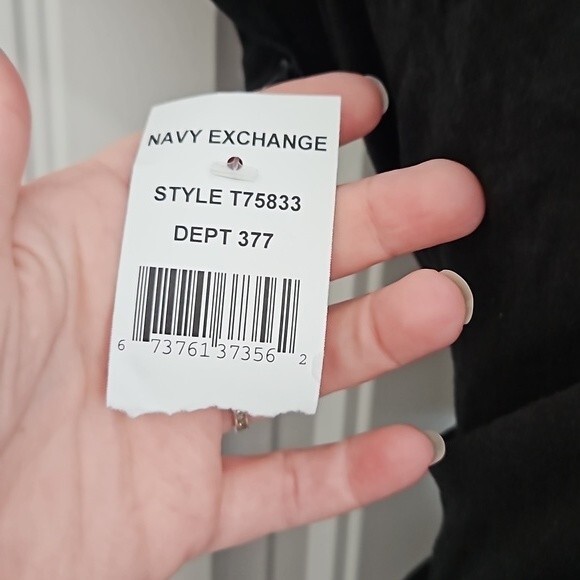 NAVY EXCHANGE
STYLE T75833
DEPT 377
6 73761 37356 2